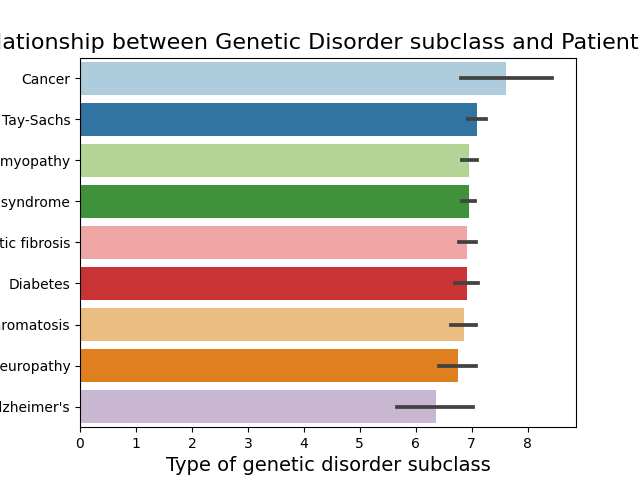 lationship between Genetic Disorder subclass and Patient
Cancer
Tay-Sachs
myopathy
syndrome
tic fibrosis
Diabetes
romatosis
europathy
lzheimer's
0 1 2 3 4 5 6 7 8
Type of genetic disorder subclass